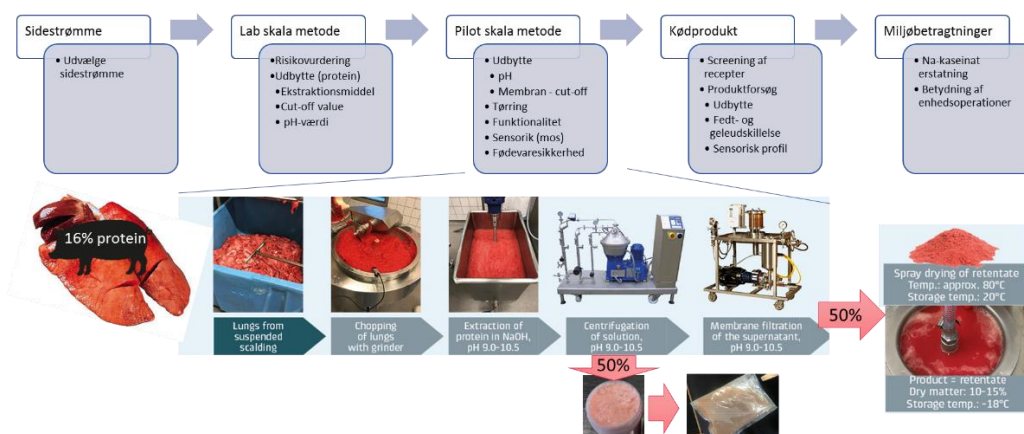 Sidestrømme
• Udvælge
sidestrømme
Lab skala metode
•Risikovurdering
•Udbytte (protein)
•Ekstraktionsmiddel
•Cut-off value
• pH-værdi
Pilot skala metode
• Udbytte
• pH
• Membran - cut-off
• Tørring
• Funktionalitet
• Sensorik (mos)
• Fødevaresikkerhed
Kødprodukt
• Screening af
recepter
• Produktforsøg
• Udbytte
• Fedt- og
geleudskillelse
• Sensorisk profil
Miljøbetragtninger
• Na-kaseinat
erstatning
• Betydning af
enhedsoperationer
16% protein
Lungs from
suspended
scalding
Chopping
of lungs
with grinder
Extraction of
protein in NaOH,
pH 9.0-10.5
Centrifugation
of solution,
pH 9.0-10.5
Membrane filtration
of the supernatant,
pH 9.0-10.5
50%
50%
Spray drying of retentate
Temp.: approx. 80°C
Storage temp.: 20°C
Product = retentate
Dry matter: 10-15%
Storage temp.: -18°C